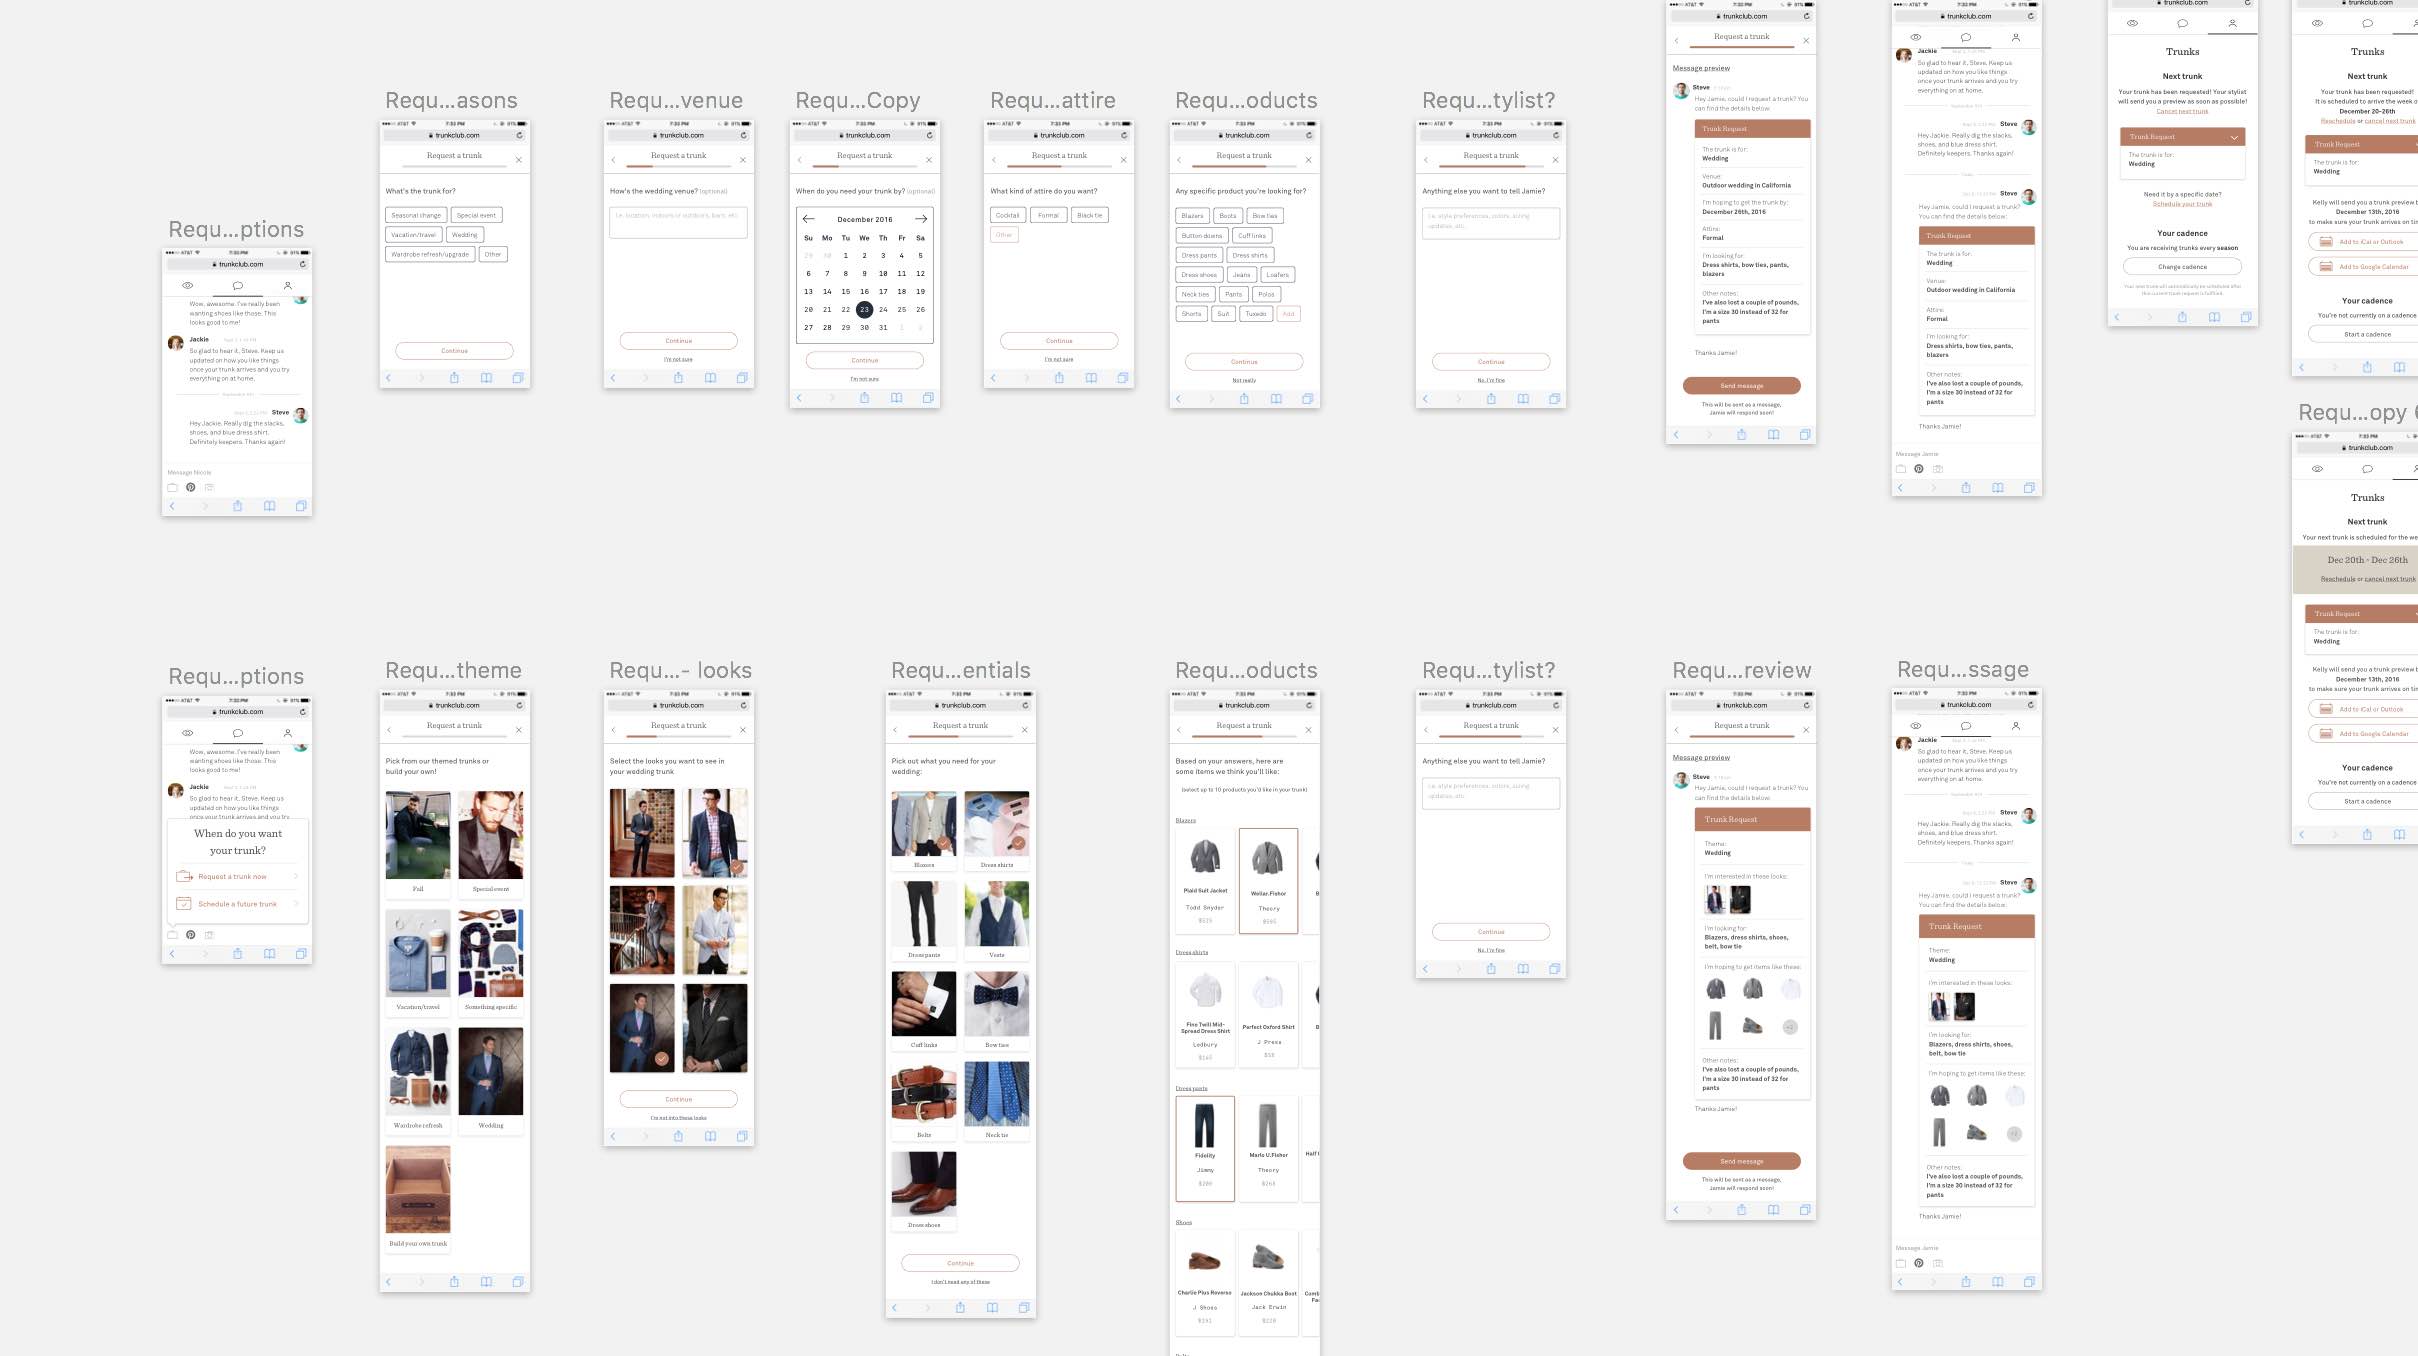 Requ...asons
Requ...venue
Requ...Copy
Requ...attire
Requ...oducts
Requ...tylist?
Requ...ptions
AT&T 7:33 PM
trunkclub.com
Wow, awesome. I've really been
wanting shoes like those. This
looks good to me!
Jackie
So glad to hear it, Steve. Keep us
updated on how you like things
once your trunk arrives and you try
everything on at home.
Steve
Hey Jackie. Really dig the slacks,
shoes, and blue dress shirt.
Definitely keepers. Thanks again!
Message Nicole
trunkclub.com
Request a trunk
What's the trunk for?
Seasonal change
Special event
Vacation/travel
Wedding
Wardrobe refresh/upgrade
Other
Continue
trunkclub.com
Request a trunk
How's the wedding venue? (optional)
i.e. location, indoors or outdoors, barn, etc.
Continue
I'm not sure
trunkclub.com
Request a trunk
When do you need your trunk by? (optional)
December 2016
Su Mo Tu We Th Fr Sa
29 30 1 2 3 4 5
6 7 8 9 10 11 12
13 14 15 16 17 18 19
20 21 22 23 24 25 26
27 28 29 30 31 1 2
Continue
I'm not sure
trunkclub.com
Request a trunk
What kind of attire do you want?
Cocktail
Formal
Black tie
Other
Continue
I'm not sure
trunkclub.com
Request a trunk
Any specific product you're looking for?
Blazers Boots Bow ties
Button downs Cuff links
Dress pants Dress shirts
Dress shoes Jeans Loafers
Neck ties Pants Polos
Shorts Suit Tuxedo Add
Continue
Not really
trunkclub.com
Request a trunk
Anything else you want to tell Jamie?
i.e. style preferences, colors, sizing
updates, etc.
Continue
No, I'm fine
trunkclub.com
Request a trunk
Message preview
Steve
Hey Jamie, could I request a trunk? You
can find the details below.
Trunk Request
The trunk is for:
Wedding
Venue:
Outdoor wedding in California
I'm hoping to get the trunk by:
December 26th, 2016
Attire:
Formal
I'm looking for:
Dress shirts, bow ties, pants,
blazers
Other notes:
I've also lost a couple of pounds,
I'm a size 30 instead of 32 for
pants
Thanks Jamie!
Send message
This will be sent as a message,
Jamie will respond soon!
trunkclub.com
Jackie
So glad to hear it, Steve. Keep us
updated on how you like things
once your trunk arrives and you try
everything on at home.
Steve
Hey Jackie. Really dig the slacks,
shoes, and blue dress shirt.
Definitely keepers. Thanks again!
Steve
Hey Jamie, could I request a trunk?
You can find the details below:
Trunk Request
The trunk is for:
Wedding
Venue:
Outdoor wedding in California
Attire:
Formal
I'm looking for:
Dress shirts, bow ties, pants,
blazers
Other notes:
I've also lost a couple of pounds,
I'm a size 30 instead of 32 for
pants
Thanks Jamie!
Message Jamie
trunkclub.com
Trunks
Next trunk
Your trunk has been requested! Your stylist
will send you a preview as soon as possible!
Cancel next trunk
Trunk Request
The trunk is for:
Wedding
Need it by a specific date?
Schedule your trunk
Kelly will send you a trunk preview by
December 13th, 2016
to make sure your trunk arrives on time
Your cadence
You are receiving trunks every season
Change cadence
Your next trunk will automatically be scheduled after
this current trunk request is fulfilled.
trunkclub.com
Trunks
Next trunk
Your trunk has been requested!
It is scheduled to arrive the week o
December 20-26th
Reschedule or cancel next trunk
Trunk Request
The trunk is for:
Wedding
Add to iCal or Outlook
Add to Google Calendar
Your cadence
You're not currently on a cadence
Start a cadence
Requ...opy
trunkclub.com
Trunks
Next trunk
Your next trunk is scheduled for the we
Dec 20th - Dec 26th
Reschedule or cancel next trunk
Trunk Request
The trunk is for:
Wedding
Kelly will send you a trunk preview b
December 13th, 2016
to make sure your trunk arrives on tim
Add to iCal or Outlook
Add to Google Calendar
Your cadence
You're not currently on a cadence
Start a cadence
Requ...ptions
Requ...theme
Requ...- looks
Requ...entials
Requ...oducts
Requ...tylist?
Requ...review
Requ...ssage
trunkclub.com
Wow, awesome. I've really been
wanting shoes like those. This
looks good to me!
Jackie
So glad to hear it, Steve. Keep us
updated on how you like things
once your trunk arrives and you try
When do you want
your trunk?
Request a trunk now
Schedule a future trunk
trunkclub.com
Request a trunk
Pick from our themed trunks or
build your own!
Fall
Special event
Vacation/travel
Something specific
Wardrobe refresh
Wedding
Build your own trunk
trunkclub.com
Request a trunk
Select the looks you want to see in
your wedding trunk
Continue
I'm not into these looks
trunkclub.com
Request a trunk
Pick out what you need for your
wedding:
Blazers
Dress shirts
Dress pants
Vests
Cuff links
Bow ties
Belts
Neck tie
Dress shoes
Continue
I don't need any of these
trunkclub.com
Request a trunk
Based on your answers, here are
some items we think you'll like:
(select up to 10 products you'd like in your trunk)
Blazers
Plaid Suit Jacket
Todd Snyder
Wellar.Fishor
Theory
$595
Dress shirts
Fine Twill Mid-
Spread Dress Shirt
Ledbury
$145
Perfect Oxford Shirt
J Press
Dress pants
Fidelity
Jimmy
$200
Marlo U.Fisher
Theory
$265
Shoes
Charlie Plus Reverso
J Shoes
$191
Jackson Chukka Boot
Jack Erwin
$220
trunkclub.com
Request a trunk
Anything else you want to tell Jamie?
i.e. style preferences, colors, sizing
updates, etc.
Continue
No, I'm fine
trunkclub.com
Request a trunk
Message preview
Steve
Hey Jamie, could I request a trunk? You
can find the details below.
Trunk Request
Theme:
Wedding
I'm interested in these looks:
I'm looking for:
Blazers, dress shirts, shoes,
belt, bow tie
I'm hoping to get items like these:
+2
Other notes:
I've also lost a couple of pounds,
I'm a size 30 instead of 32 for
pants
Thanks Jamie!
Send message
This will be sent as a message,
Jamie will respond soon!
trunkclub.com
Jackie
So glad to hear it, Steve. Keep us
updated on how you like things
once your trunk arrives and you try
everything on at home.
Steve
Hey Jackie. Really dig the slacks,
shoes, and blue dress shirt.
Definitely keepers. Thanks again!
Steve
Hey Jamie, could I request a trunk?
You can find the details below.
Trunk Request
Theme:
Wedding
I'm interested in these looks:
I'm looking for:
Blazers, dress shirts, shoes,
belt, bow tie
I'm hoping to get items like these:
Other notes:
I've also lost a couple of pounds,
I'm a size 30 instead of 32 for
pants
Thanks Jamie!
Message Jamie